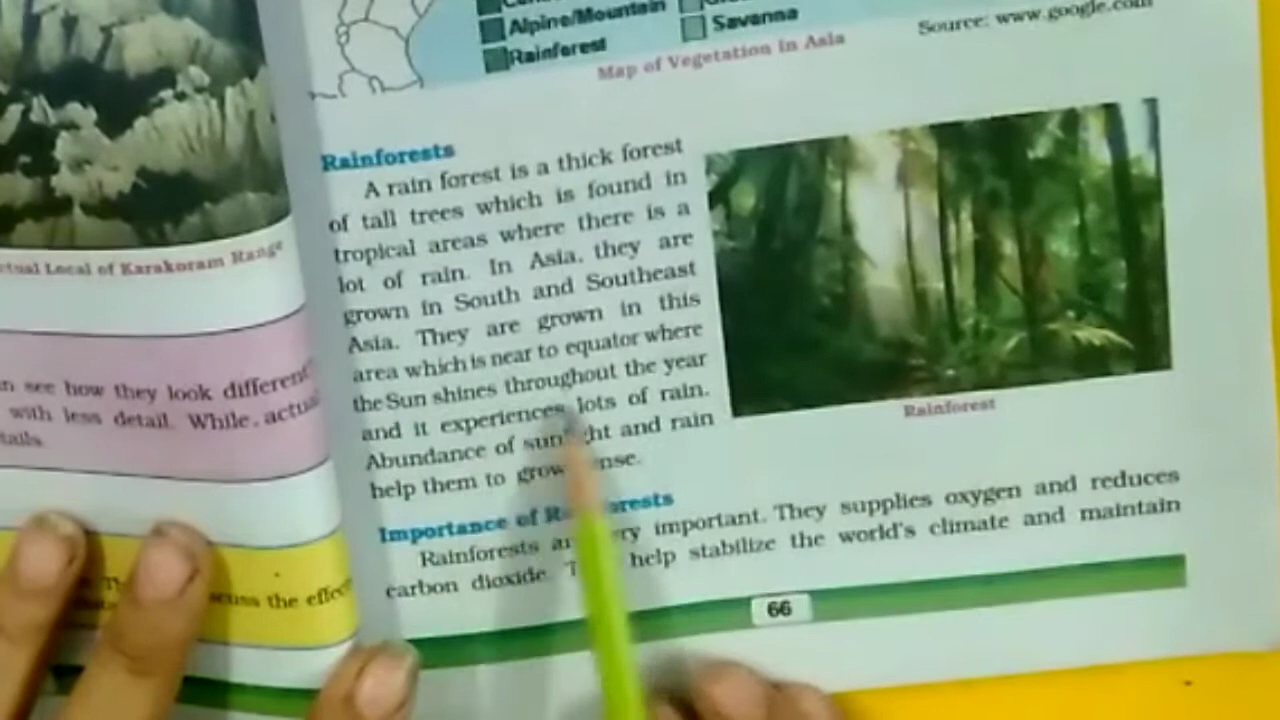 Alpine/Mountain
Savanna
Rainforest
Source: www.google.com
Map of Vegetation in Asia
Local of Karakoram Range
see how they look different
with less detail. While, actual
the effec
Rainforests
A rain forest is a thick forest
of tall trees which is found in
tropical areas where there is a
lot of rain. In Asia, they are
grown in South and Southeast
Asia. They are grown in this
area which is near to equator where
the Sun shines throughout the year
and it experiences lots of rain.
Abundance of and rain
help them to
Rainforest
Importance of
Rainforests important. They supplies oxygen and reduces
carbon dioxide. help stabilize the world's climate and maintain
66